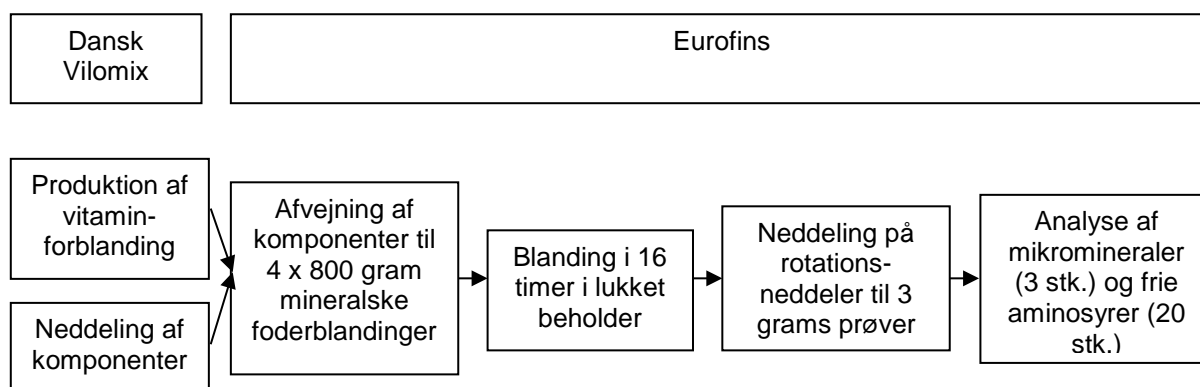 Dansk
Vilomix
Eurofins
Produktion af
vitamin-
forblanding
Neddeling af
komponenter
Afvejning af
komponenter til
4 x 800 gram
mineralske
foderblandinger
Blanding i 16
timer i lukket
beholder
Neddeling på
rotations-
neddeler til 3
grams prøver
Analyse af
mikromineraler
(3 stk.) og frie
aminosyrer (20
stk.)